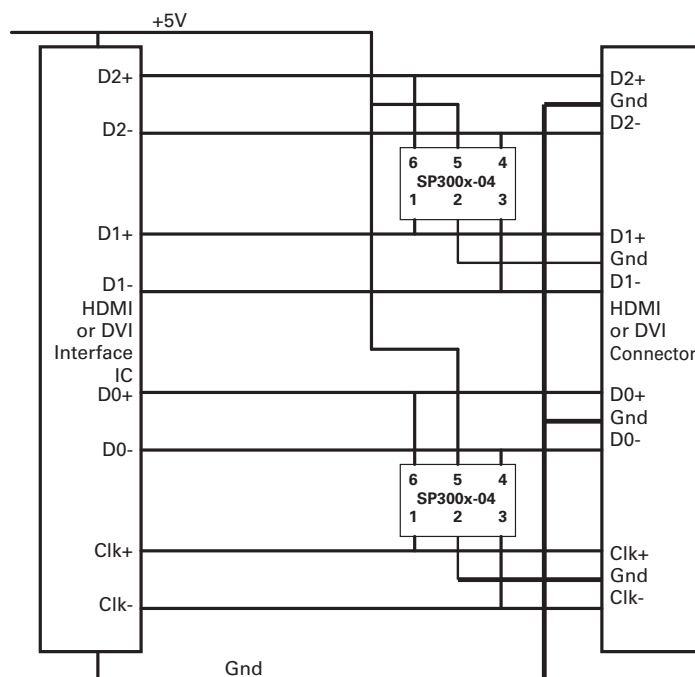 +5V
D2+
D2-
D1+
D1-
HDMI
or DVI
Interface
IC
D0+
D0-
Clk+
Clk-
6 5 4
SP300x-04
1 2 3
6 5 4
SP300x-04
1 2 3
D2+
Gnd
D2-
D1+
Gnd
D1-
HDMI
or DVI
Connector
D0+
Gnd
D0-
Clk+
Gnd
Clk-
Gnd